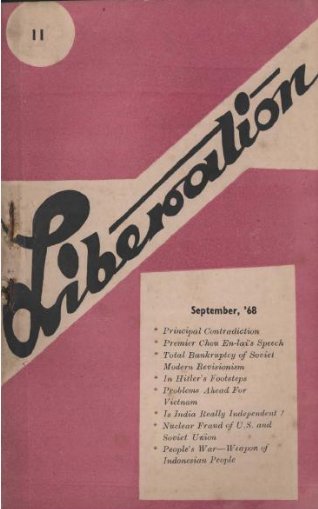 11
Liberation
September, '68
* Principal Contradiction
* Premier Chou En-lai's Speech
* Total Bankruptcy of Soviet
Modern Revisionism
* In Hitler's Footsteps
* Problems Ahead For
Vietnam
* Is India Really Independent ?
* Nuclear Fraud of U.S. and
Soviet Union
* People's War—Weapon of
Indonesian People